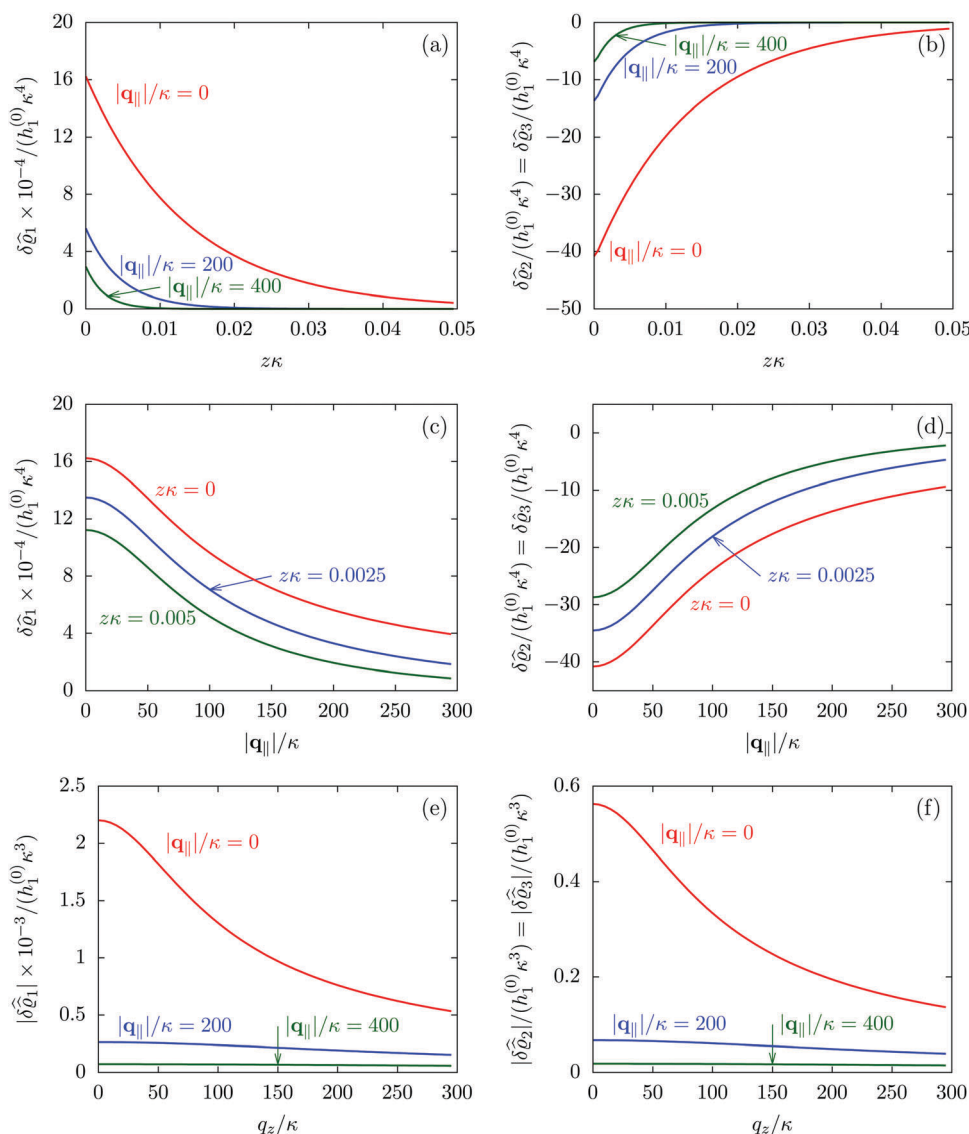 (a)
δϱ̂₁ × 10⁻⁴/(h₁⁽⁰⁾κ⁴)
20
16
12
8
4
0
|q∥|/κ = 0
|q∥|/κ = 200
|q∥|/κ = 400
0 0.01 0.02 0.03 0.04 0.05
zκ
(b)
δϱ̂₂/(h₁⁽⁰⁾κ⁴) = δϱ̂₃/(h₁⁽⁰⁾κ⁴)
0
−10
−20
−30
−40
−50
|q∥|/κ = 400
|q∥|/κ = 200
|q∥|/κ = 0
0 0.01 0.02 0.03 0.04 0.05
zκ
(c)
δϱ̂₁ × 10⁻⁴/(h₁⁽⁰⁾κ⁴)
20
16
12
8
4
0
zκ = 0
zκ = 0.0025
zκ = 0.005
0 50 100 150 200 250 300
|q∥|/κ
(d)
δϱ̂₂/(h₁⁽⁰⁾κ⁴) = δϱ̂₃/(h₁⁽⁰⁾κ⁴)
0
−10
−20
−30
−40
zκ = 0.005
zκ = 0.0025
zκ = 0
0 50 100 150 200 250 300
|q∥|/κ
(e)
|δϱ̂̂₁| × 10⁻³/(h₁⁽⁰⁾κ³)
2.5
2
1.5
1
0.5
0
|q∥|/κ = 0
|q∥|/κ = 200
|q∥|/κ = 400
0 50 100 150 200 250 300
q_z/κ
(f)
|δϱ̂̂₂|/(h₁⁽⁰⁾κ³) = |δϱ̂̂₃|/(h₁⁽⁰⁾κ³)
0.6
0.4
0.2
0
|q∥|/κ = 0
|q∥|/κ = 200
|q∥|/κ = 400
0 50 100 150 200 250 300
q_z/κ